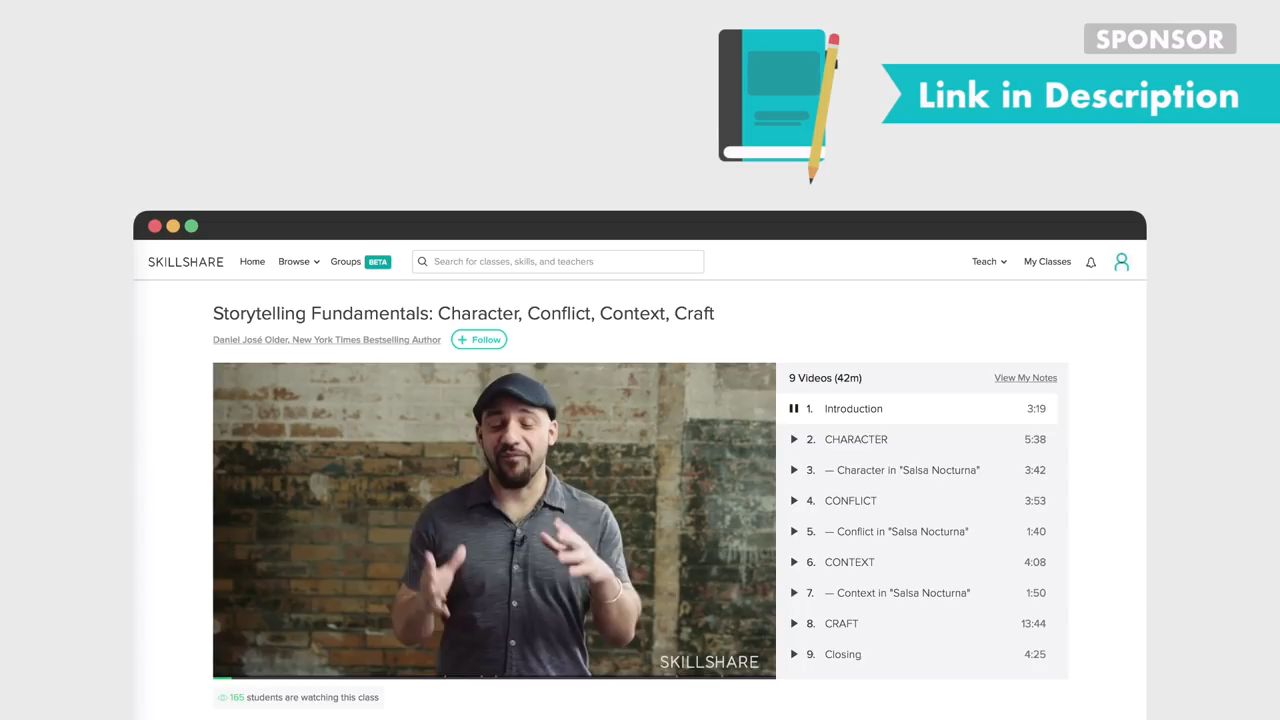 SPONSOR
Link in Description
SKILLSHARE Home Browse Groups BETA Search for classes, skills, and teachers Teach My Classes
Storytelling Fundamentals: Character, Conflict, Context, Craft
Daniel José Older, New York Times Bestselling Author + Follow
9 Videos (42m) View My Notes
1. Introduction 3:19
2. CHARACTER 5:38
3. — Character in "Salsa Nocturna" 3:42
4. CONFLICT 3:53
5. — Conflict in "Salsa Nocturna" 1:40
6. CONTEXT 4:08
7. — Context in "Salsa Nocturna" 1:50
8. CRAFT 13:44
9. Closing 4:25
SKILLSHARE
165 students are watching this class